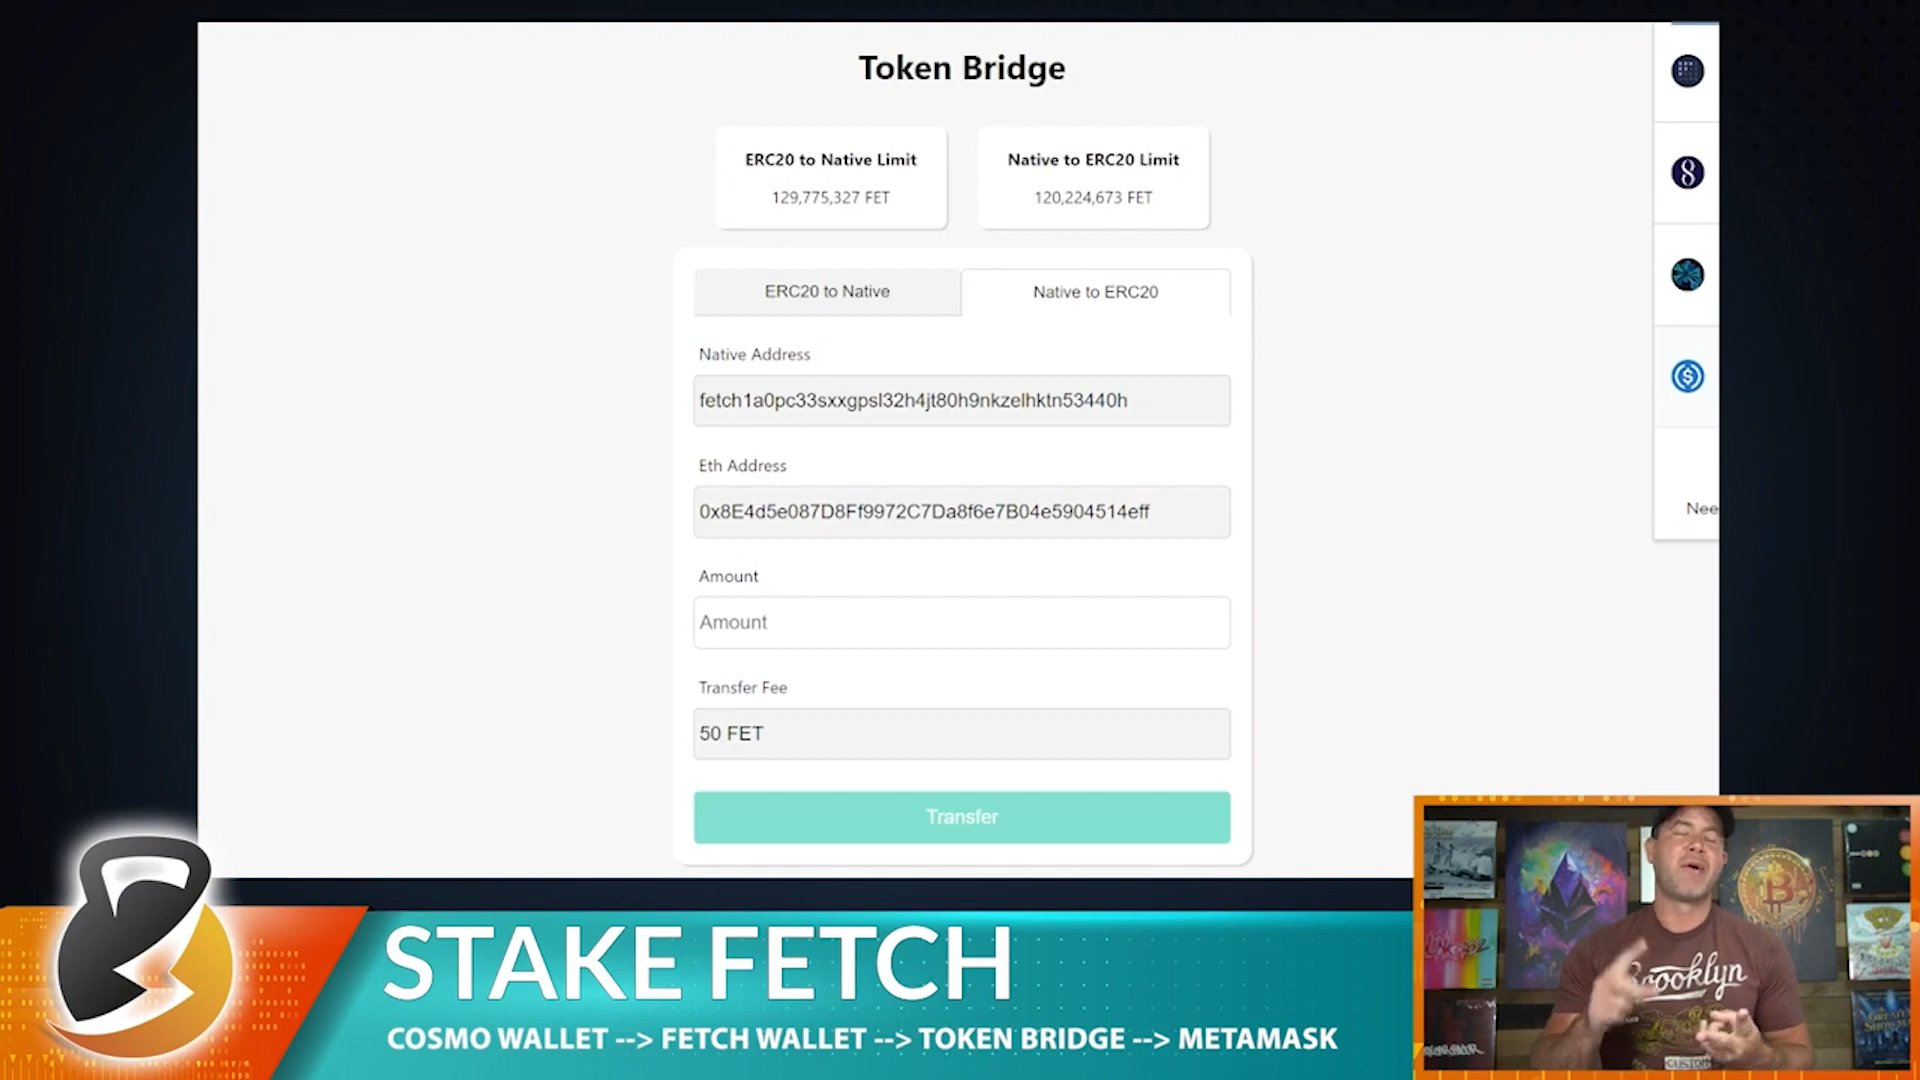 Token Bridge
ERC20 to Native Limit
129,775,327 FET
Native to ERC20 Limit
120,224,673 FET
ERC20 to Native
Native to ERC20
Native Address
fetch1a0pc33sxxgpsl32h4jt80h9nkzelhktn53440h
Eth Address
0x8E4d5e087D8Ff9972C7Da8f6e7B04e5904514eff
Amount
Amount
Transfer Fee
50 FET
Transfer
Nee
STAKE FETCH
COSMO WALLET --> FETCH WALLET --> TOKEN BRIDGE --> METAMASK
Brooklyn
CUSTOM